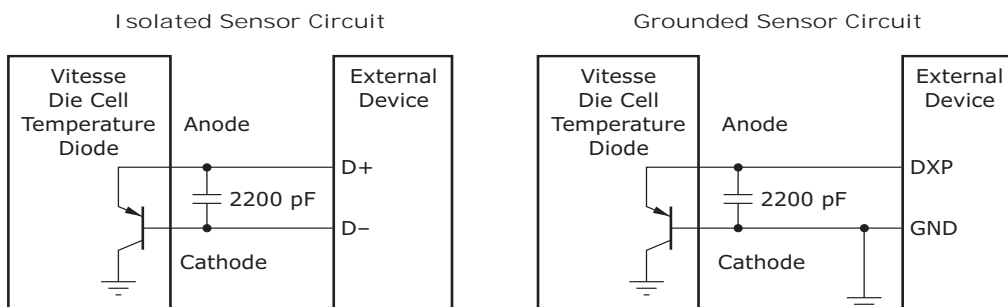 Isolated Sensor Circuit
Vitesse
Die Cell
Temperature
Diode
Anode
2200 pF
Cathode
External
Device
D+
D–
Grounded Sensor Circuit
Vitesse
Die Cell
Temperature
Diode
Anode
2200 pF
Cathode
External
Device
DXP
GND